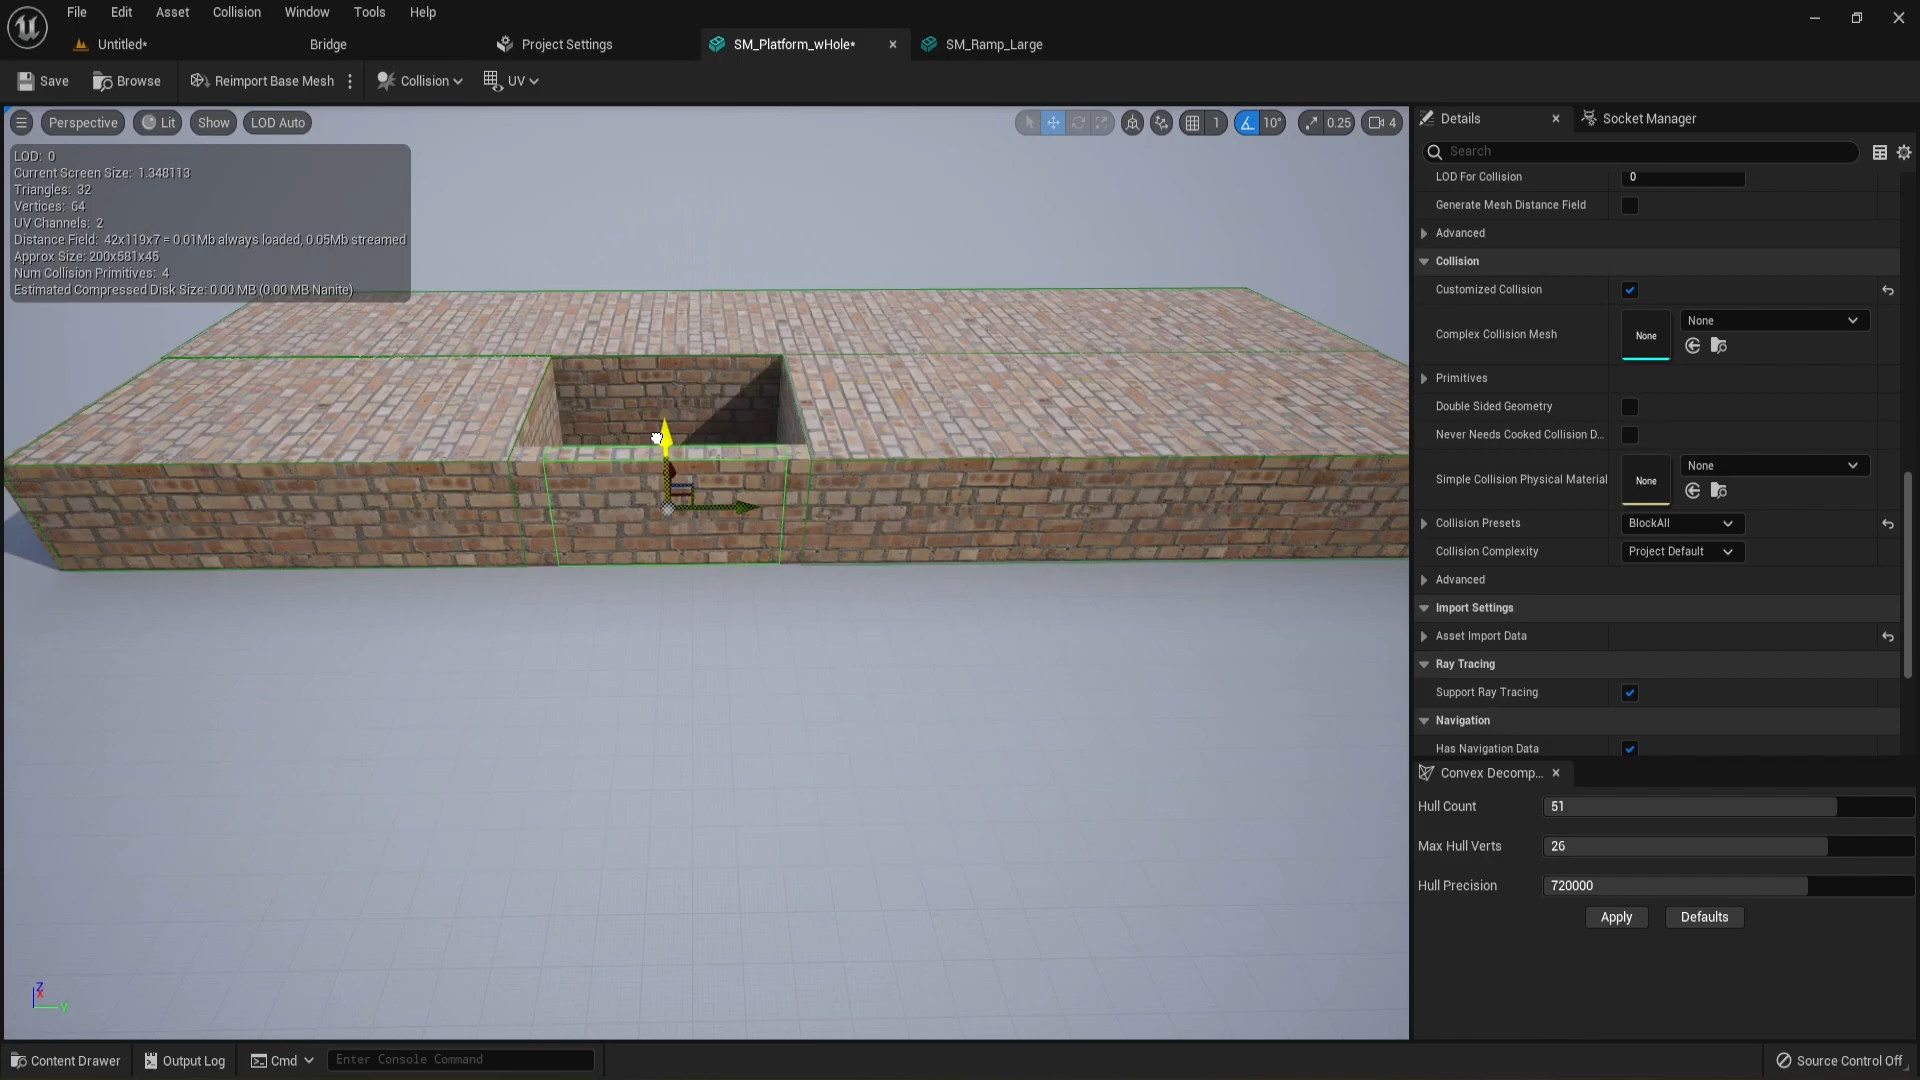 File Edit Asset Collision Window Tools Help
Untitled* Bridge Project Settings SM_Platform_wHole* SM_Ramp_Large
Save Browse Reimport Base Mesh Collision UV
Perspective Lit Show LOD Auto 1 10° 0.25 4
LOD: 0
Current Screen Size: 1.348113
Triangles: 32
Vertices: 64
UV Channels: 2
Distance Field: 42x119x7 = 0.01Mb always loaded, 0.05Mb streamed
Approx Size: 200x581x45
Num Collision Primitives: 4
Estimated Compressed Disk Size: 0.00 MB (0.00 MB Nanite)
Z
X
Y
Details Socket Manager
Search
LOD For Collision 0
Generate Mesh Distance Field
Advanced
Collision
Customized Collision
Complex Collision Mesh None None
Primitives
Double Sided Geometry
Never Needs Cooked Collision D...
Simple Collision Physical Material None None
Collision Presets BlockAll
Collision Complexity Project Default
Advanced
Import Settings
Asset Import Data
Ray Tracing
Support Ray Tracing
Navigation
Has Navigation Data
Convex Decomp...
Hull Count 51
Max Hull Verts 26
Hull Precision 720000
Apply Defaults
Content Drawer Output Log Cmd Enter Console Command Source Control Off